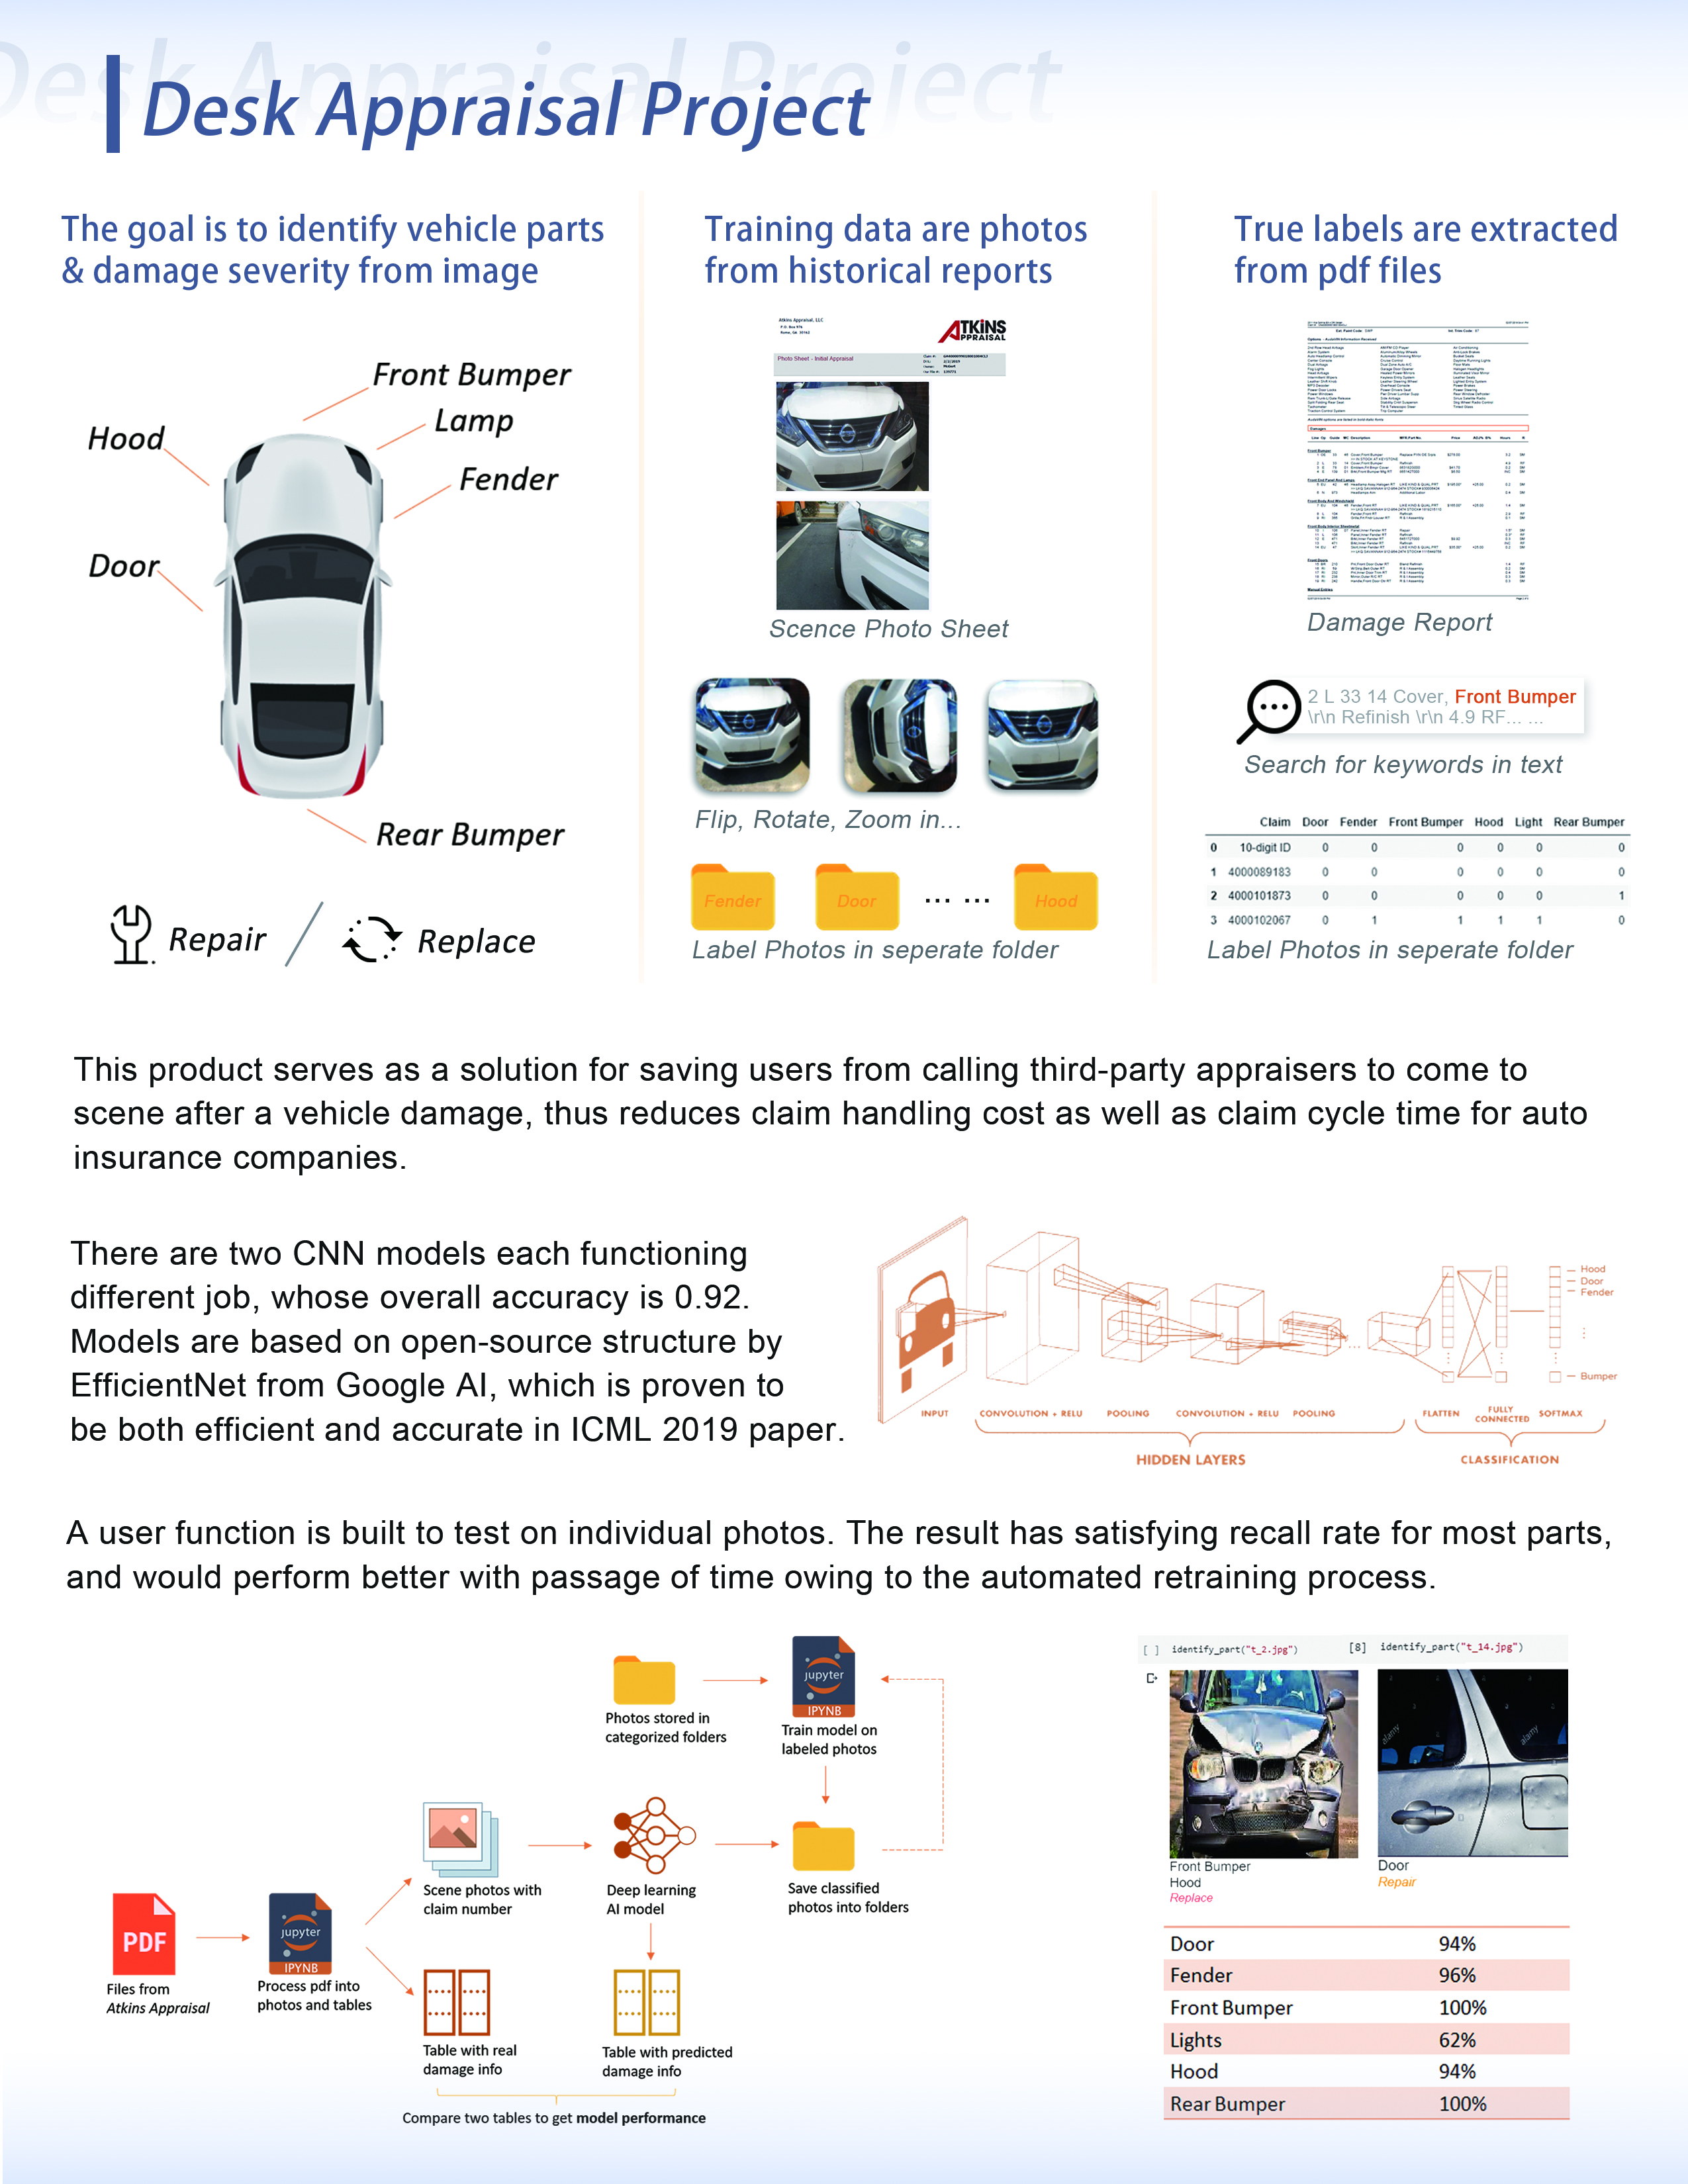 Desk Appraisal Project
Desk Appraisal Project
The goal is to identify vehicle parts
& damage severity from image
Front Bumper
Lamp
Hood
Fender
Door
Rear Bumper
Repair
Replace
Training data are photos
from historical reports
Atkins Appraisal, LLC
P.O. Box 976
Rome, GA 30162
ATKINS
APPRAISAL
Photo Sheet - Initial Appraisal
Scence Photo Sheet
Flip, Rotate, Zoom in...
Fender
Door
... ...
Hood
Label Photos in seperate folder
True labels are extracted
from pdf files
Damages
Damage Report
2 L 33 14 Cover, Front Bumper
\r\n Refinish \r\n 4.9 RF... ...
Search for keywords in text
Claim Door Fender Front Bumper Hood Light Rear Bumper
0 10-digit ID 0 0 0 0 0 0
1 4000089183 0 0 0 0 0 0
2 4000101873 0 0 0 0 0 1
3 4000102067 0 1 1 1 1 0
Label Photos in seperate folder
This product serves as a solution for saving users from calling third-party appraisers to come to
scene after a vehicle damage, thus reduces claim handling cost as well as claim cycle time for auto
insurance companies.
There are two CNN models each functioning
different job, whose overall accuracy is 0.92.
Models are based on open-source structure by
EfficientNet from Google AI, which is proven to
be both efficient and accurate in ICML 2019 paper.
Hood
Door
Fender
Bumper
INPUT
CONVOLUTION + RELU
POOLING
CONVOLUTION + RELU
POOLING
FLATTEN
FULLY
CONNECTED
SOFTMAX
HIDDEN LAYERS
CLASSIFICATION
A user function is built to test on individual photos. The result has satisfying recall rate for most parts,
and would perform better with passage of time owing to the automated retraining process.
Photos stored in
categorized folders
jupyter
IPYNB
Train model on
labeled photos
Scene photos with
claim number
Deep learning
AI model
Save classified
photos into folders
PDF
Files from
Atkins Appraisal
jupyter
IPYNB
Process pdf into
photos and tables
Table with real
damage info
Table with predicted
damage info
Compare two tables to get model performance
[ ] identify_part("t_2.jpg")
[8] identify_part("t_14.jpg")
alamy
alamy
Front Bumper
Hood
Replace
Door
Repair
Door 94%
Fender 96%
Front Bumper 100%
Lights 62%
Hood 94%
Rear Bumper 100%